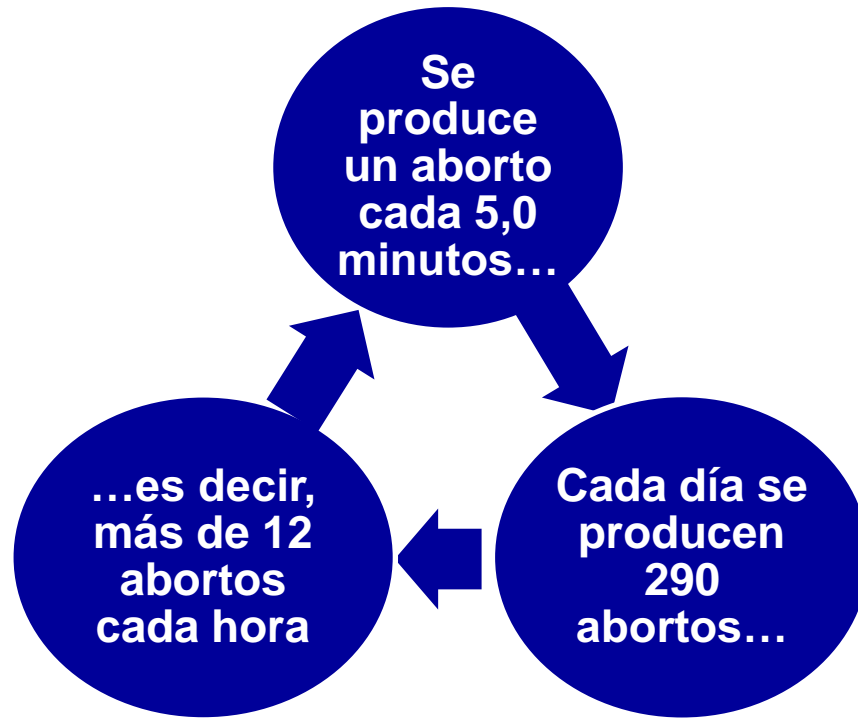 Se
produce
un aborto
cada 5,0
minutos…
Cada día se
producen
290
abortos…
…es decir,
más de 12
abortos
cada hora